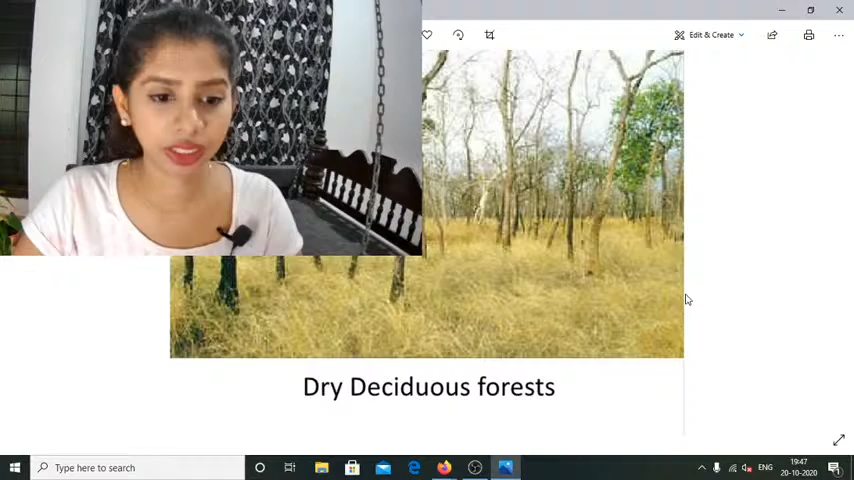 Edit & Create
Dry Deciduous forests
Type here to search
ENG
19:47
20-10-2020